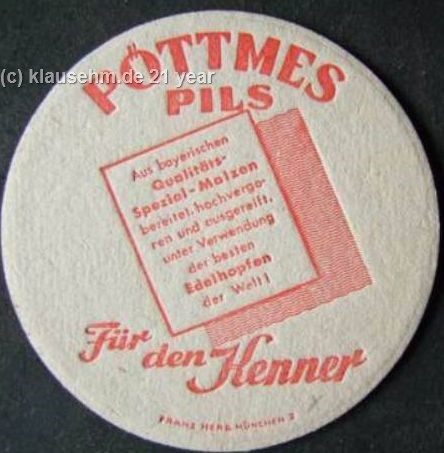 PÖTTMES
(c) klausehm.de 21 year
PILS
Aus bayerischen
Qualitäts-
Spezial-Malzen
bereitet, hochvergo-
ren und ausgereift,
unter Verwendung
der besten
Edelhopfen
der Welt!
Für den Kenner
FRANZ HERB MÜNCHEN 2